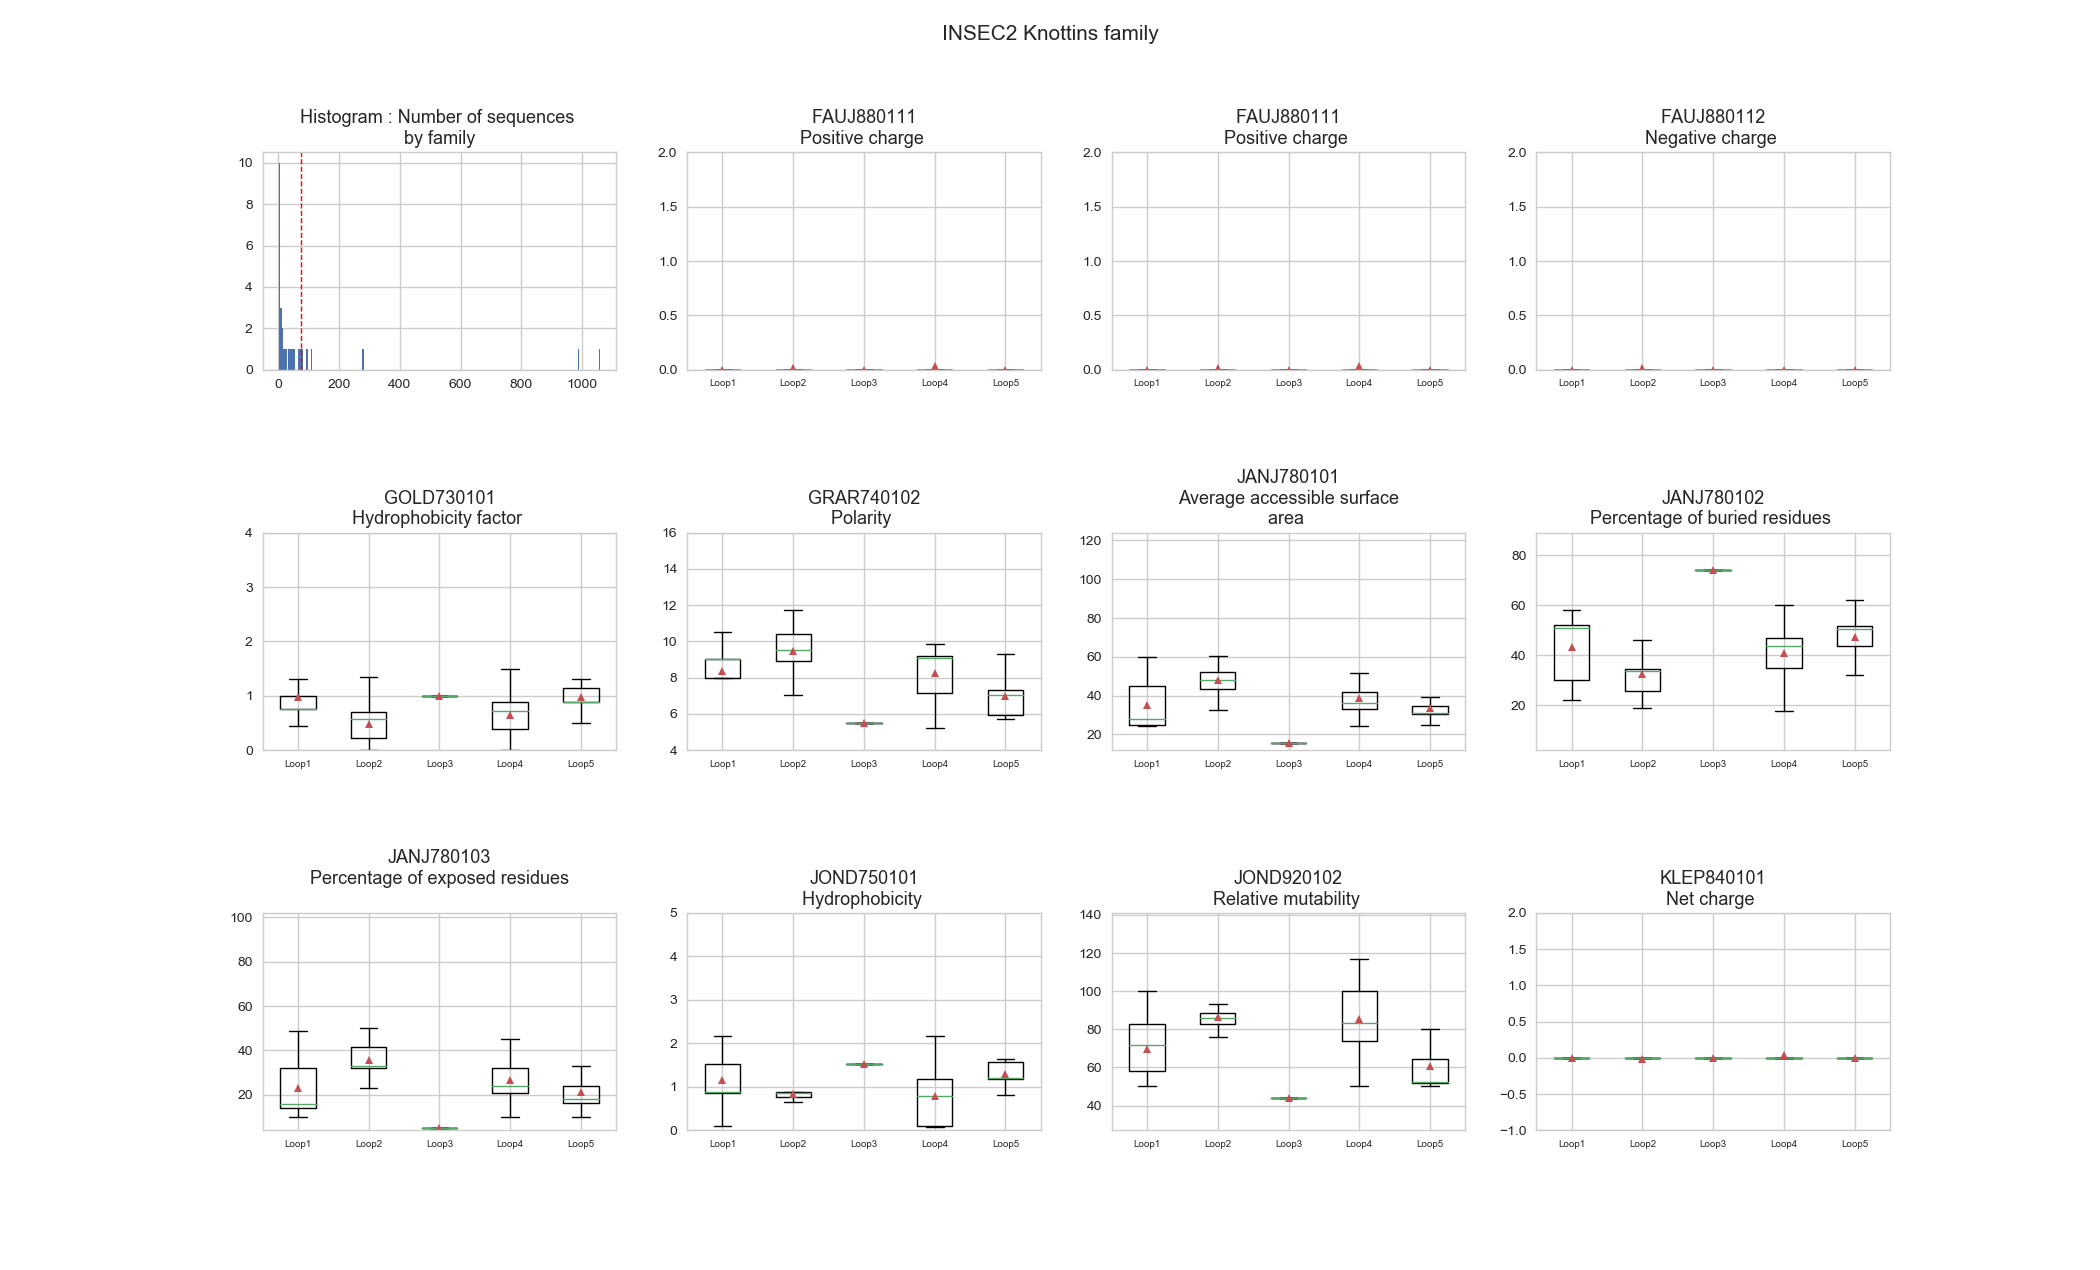 INSEC2 Knottins family
Histogram : Number of sequences
by family
10
8
6
4
2
0
0 200 400 600 800 1000
FAUJ880111
Positive charge
2.0
1.5
1.0
0.5
0.0
Loop1 Loop2 Loop3 Loop4 Loop5
FAUJ880111
Positive charge
2.0
1.5
1.0
0.5
0.0
Loop1 Loop2 Loop3 Loop4 Loop5
FAUJ880112
Negative charge
2.0
1.5
1.0
0.5
0.0
Loop1 Loop2 Loop3 Loop4 Loop5
GOLD730101
Hydrophobicity factor
4
3
2
1
0
Loop1 Loop2 Loop3 Loop4 Loop5
GRAR740102
Polarity
16
14
12
10
8
6
4
Loop1 Loop2 Loop3 Loop4 Loop5
JANJ780101
Average accessible surface
area
120
100
80
60
40
20
Loop1 Loop2 Loop3 Loop4 Loop5
JANJ780102
Percentage of buried residues
80
60
40
20
Loop1 Loop2 Loop3 Loop4 Loop5
JANJ780103
Percentage of exposed residues
100
80
60
40
20
Loop1 Loop2 Loop3 Loop4 Loop5
JOND750101
Hydrophobicity
5
4
3
2
1
0
Loop1 Loop2 Loop3 Loop4 Loop5
JOND920102
Relative mutability
140
120
100
80
60
40
Loop1 Loop2 Loop3 Loop4 Loop5
KLEP840101
Net charge
2.0
1.5
1.0
0.5
0.0
−0.5
−1.0
Loop1 Loop2 Loop3 Loop4 Loop5